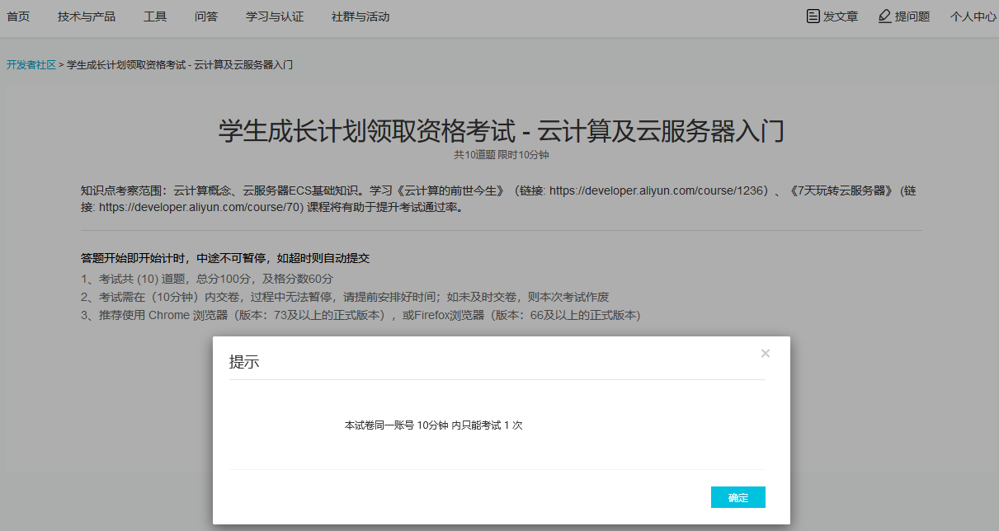 首页 技术与产品 工具 问答 学习与认证 社群与活动 发文章 提问题 个人中心
开发者社区 > 学生成长计划领取资格考试 - 云计算及云服务器入门
学生成长计划领取资格考试 - 云计算及云服务器入门
共10道题 限时10分钟
知识点考察范围：云计算概念、云服务器ECS基础知识。学习《云计算的前世今生》（链接: https://developer.aliyun.com/course/1236）、《7天玩转云服务器》 (链
接: https://developer.aliyun.com/course/70) 课程将有助于提升考试通过率。
答题开始即开始计时，中途不可暂停，如超时则自动提交
1、考试共 (10) 道题，总分100分，及格分数60分
2、考试需在（10分钟）内交卷，过程中无法暂停，请提前安排好时间；如未及时交卷，则本次考试作废
3、推荐使用 Chrome 浏览器（版本：73及以上的正式版本），或Firefox浏览器（版本：66及以上的正式版本)
提示
×
本试卷同一账号 10分钟 内只能考试 1 次
确定